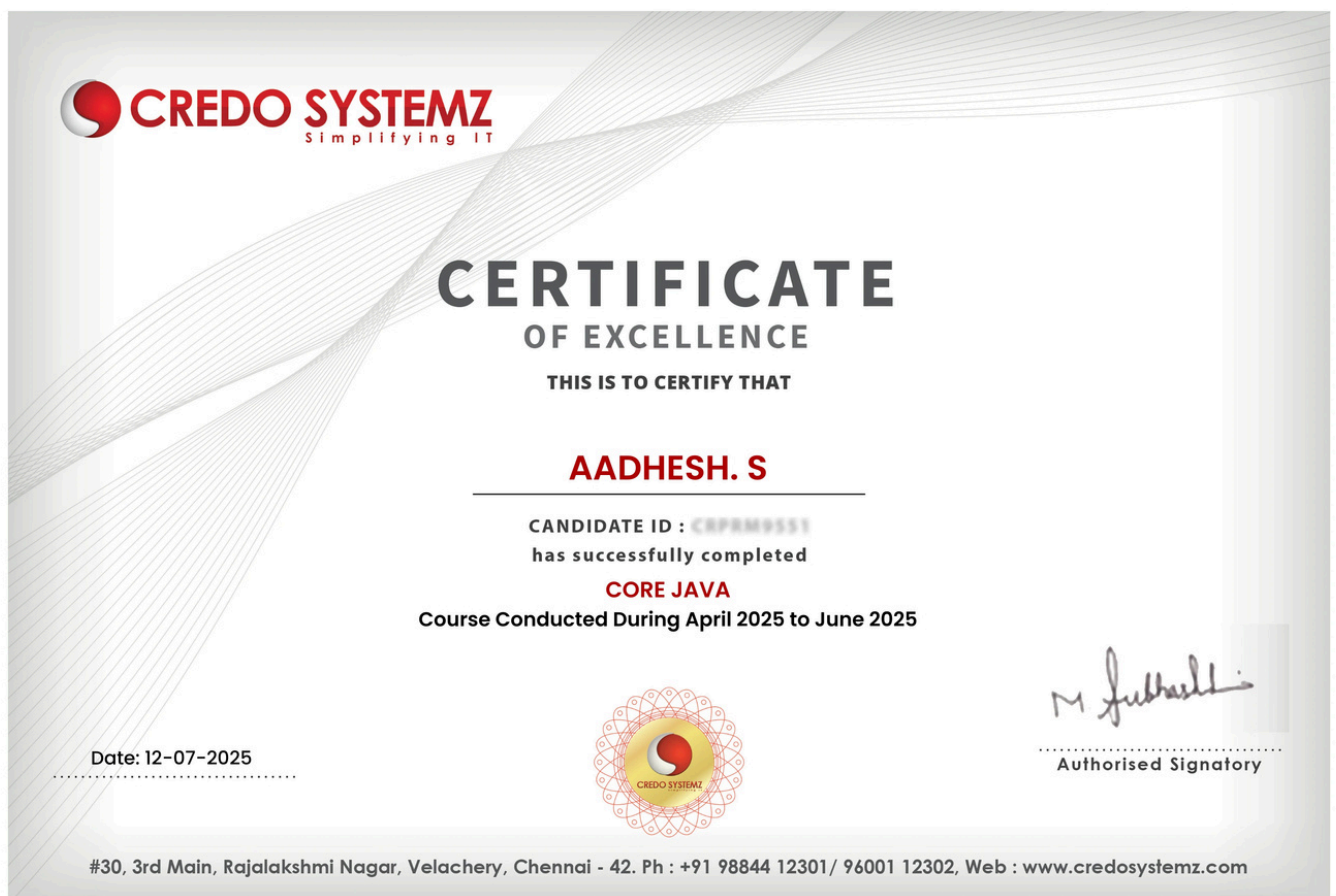 CREDO SYSTEMZ
Simplifying IT
CERTIFICATE
OF EXCELLENCE
THIS IS TO CERTIFY THAT
AADHESH. S
CANDIDATE ID :
has successfully completed
CORE JAVA
Course Conducted During April 2025 to June 2025
M
Date: 12-07-2025
CREDO SYSTEMZ
Authorised Signatory
#30, 3rd Main, Rajalakshmi Nagar, Velachery, Chennai - 42. Ph : +91 98844 12301/ 96001 12302, Web : www.credosystemz.com